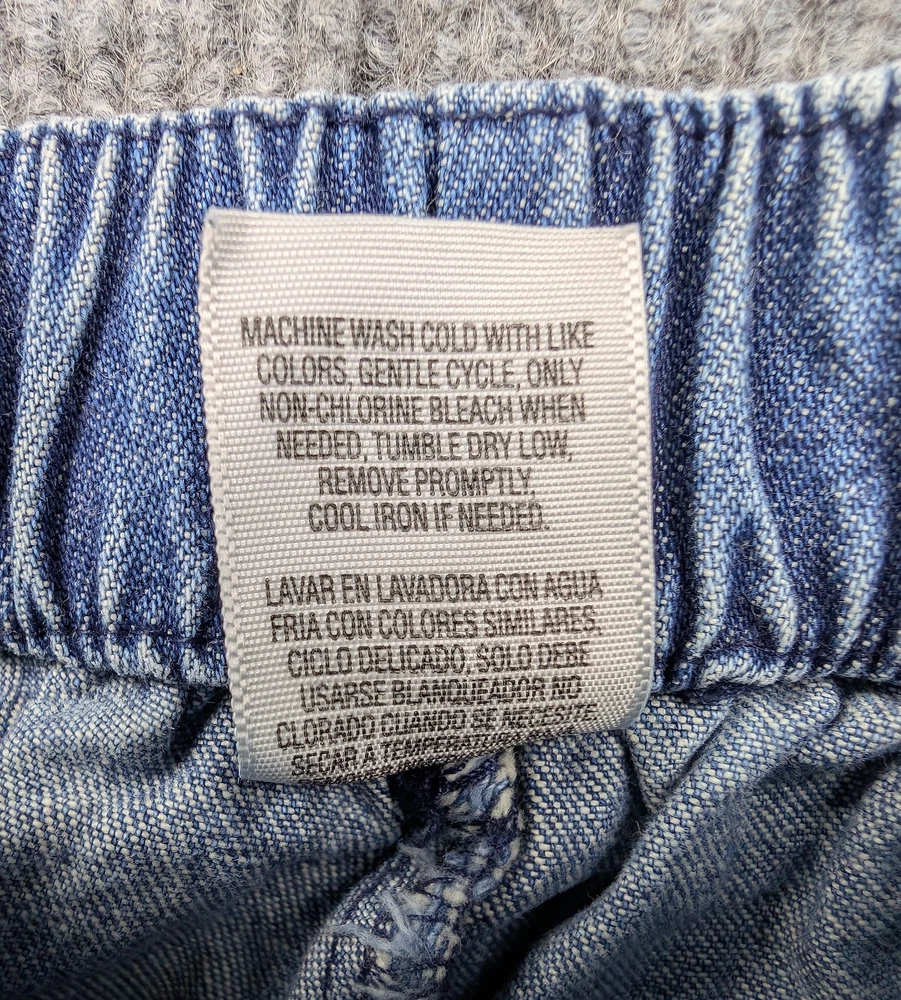 MACHINE WASH COLD WITH LIKE
COLORS, GENTLE CYCLE, ONLY
NON-CHLORINE BLEACH WHEN
NEEDED, TUMBLE DRY LOW,
REMOVE PROMPTLY,
COOL IRON IF NEEDED.
LAVAR EN LAVADORA CON AGUA
FRIA CON COLORES SIMILARES,
CICLO DELICADO, SOLO DEBE
USARSE BLANQUEADOR NO
CLORADO CUANDO SE NECESITE
SECAR A